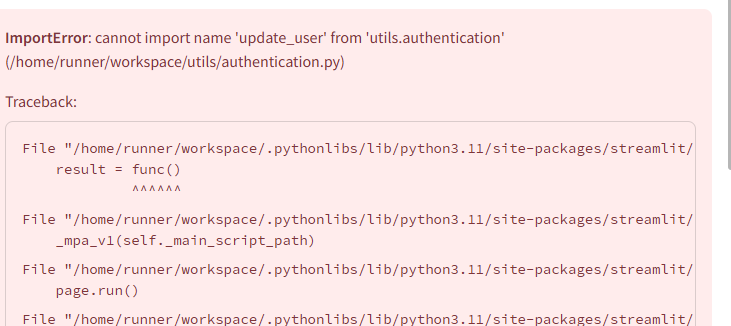 ImportError: cannot import name 'update_user' from 'utils.authentication'
(/home/runner/workspace/utils/authentication.py)
Traceback:
File "/home/runner/workspace/.pythonlibs/lib/python3.11/site-packages/streamlit/
result = func()
^^^^^^
File "/home/runner/workspace/.pythonlibs/lib/python3.11/site-packages/streamlit/
_mpa_v1(self._main_script_path)
File "/home/runner/workspace/.pythonlibs/lib/python3.11/site-packages/streamlit/
page.run()
File "/home/runner/workspace/.pythonlibs/lib/python3.11/site-packages/streamlit/